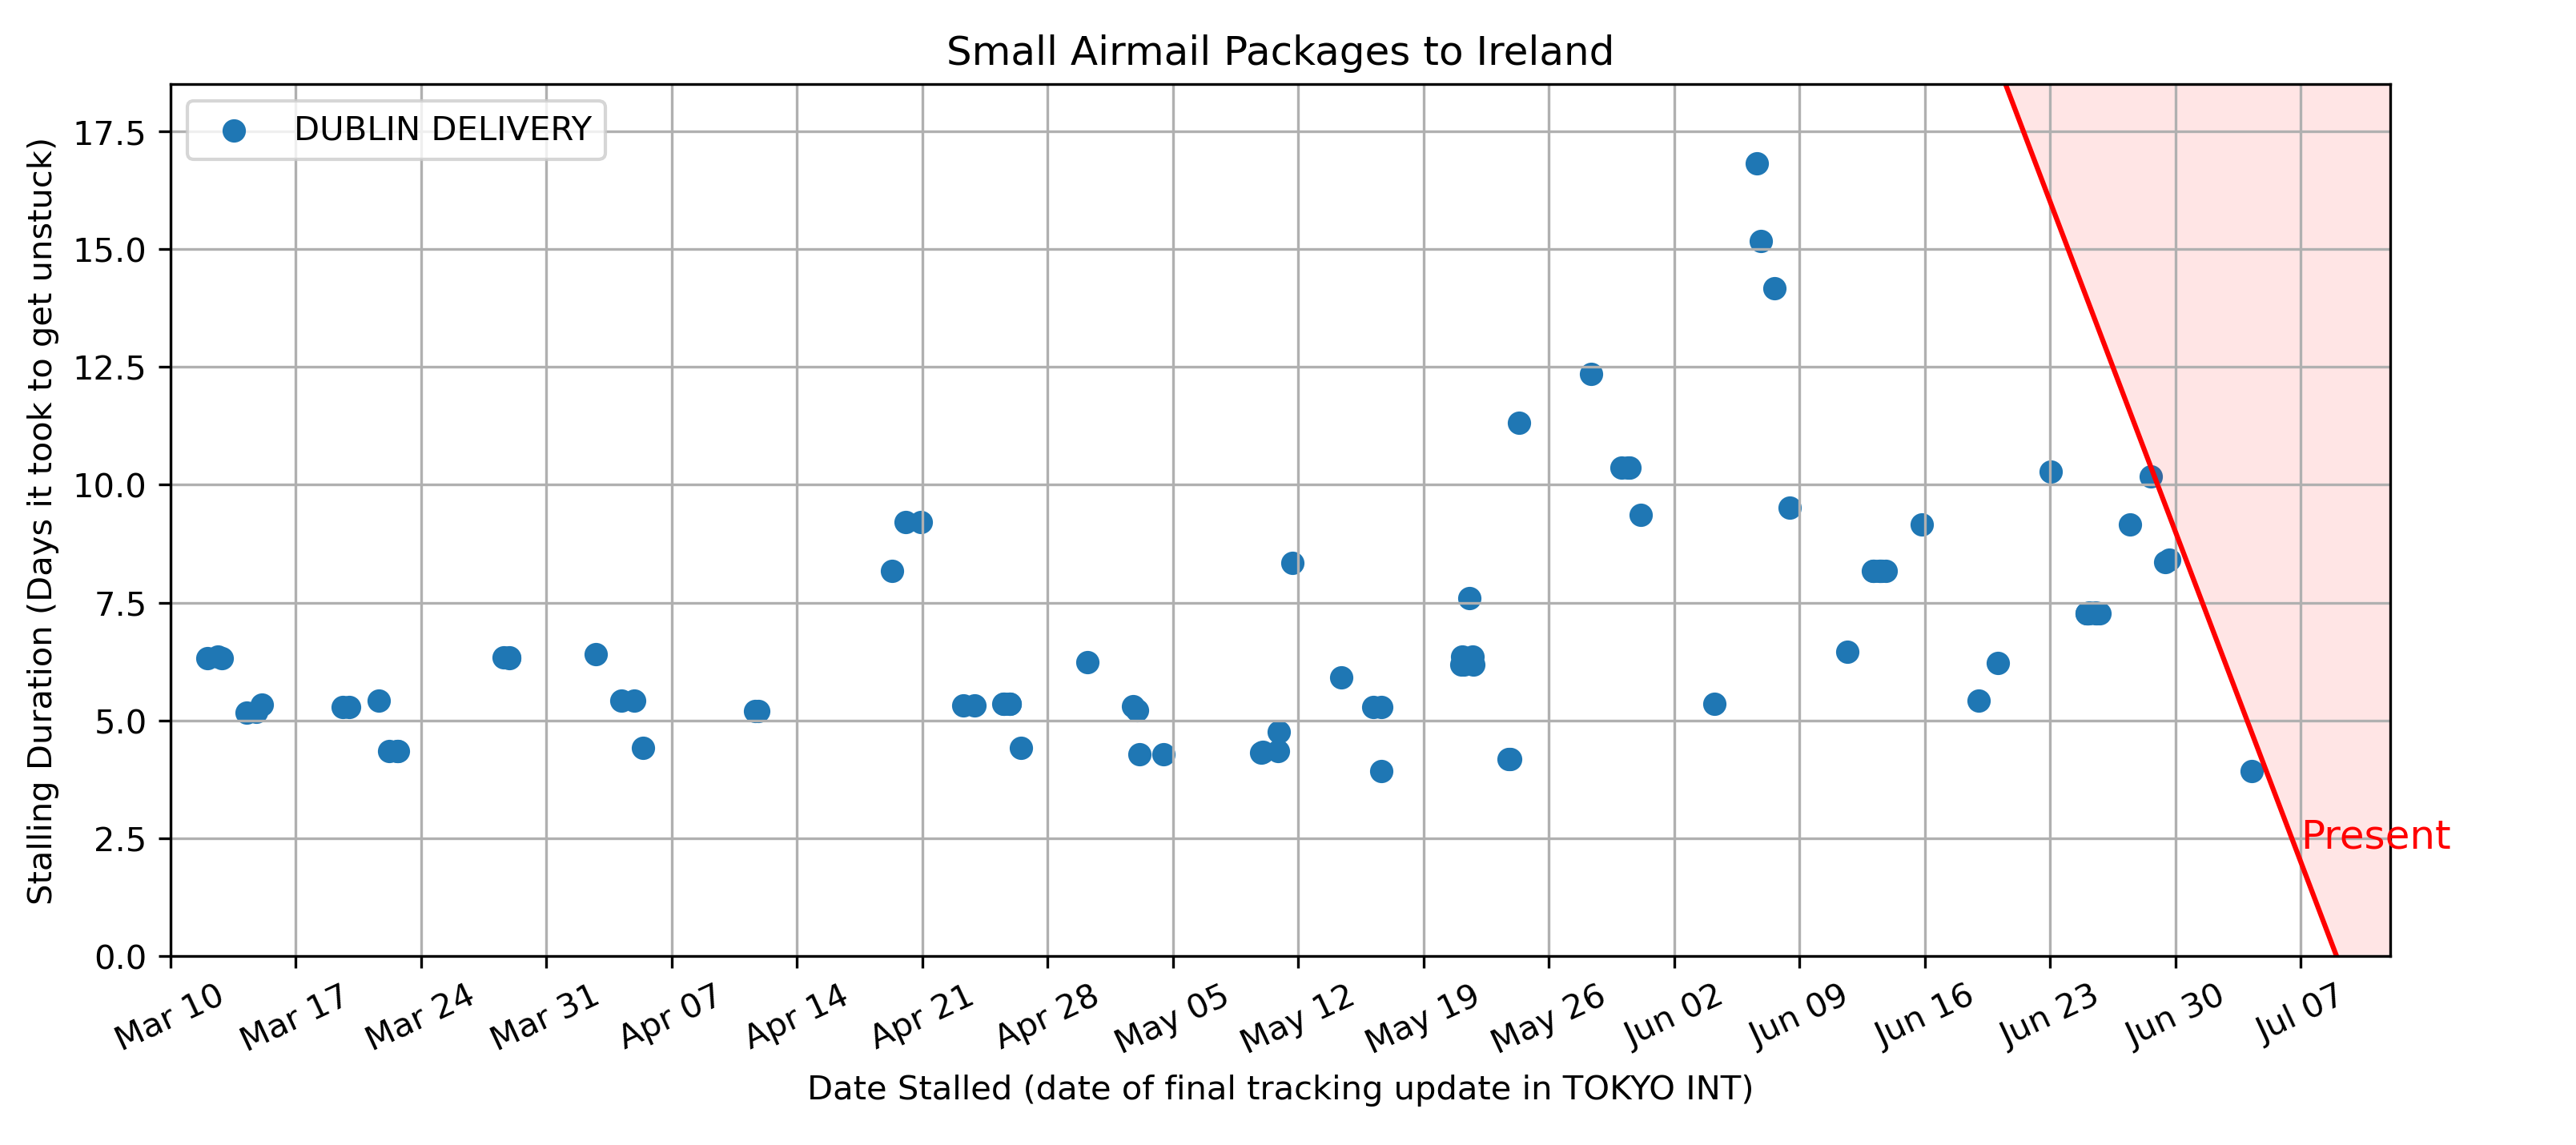 Small Airmail Packages to Ireland
DUBLIN DELIVERY
Stalling Duration (Days it took to get unstuck)
17.5
15.0
12.5
10.0
7.5
5.0
2.5
0.0
Present
Mar 10
Mar 17
Mar 24
Mar 31
Apr 07
Apr 14
Apr 21
Apr 28
May 05
May 12
May 19
May 26
Jun 02
Jun 09
Jun 16
Jun 23
Jun 30
Jul 07
Date Stalled (date of final tracking update in TOKYO INT)